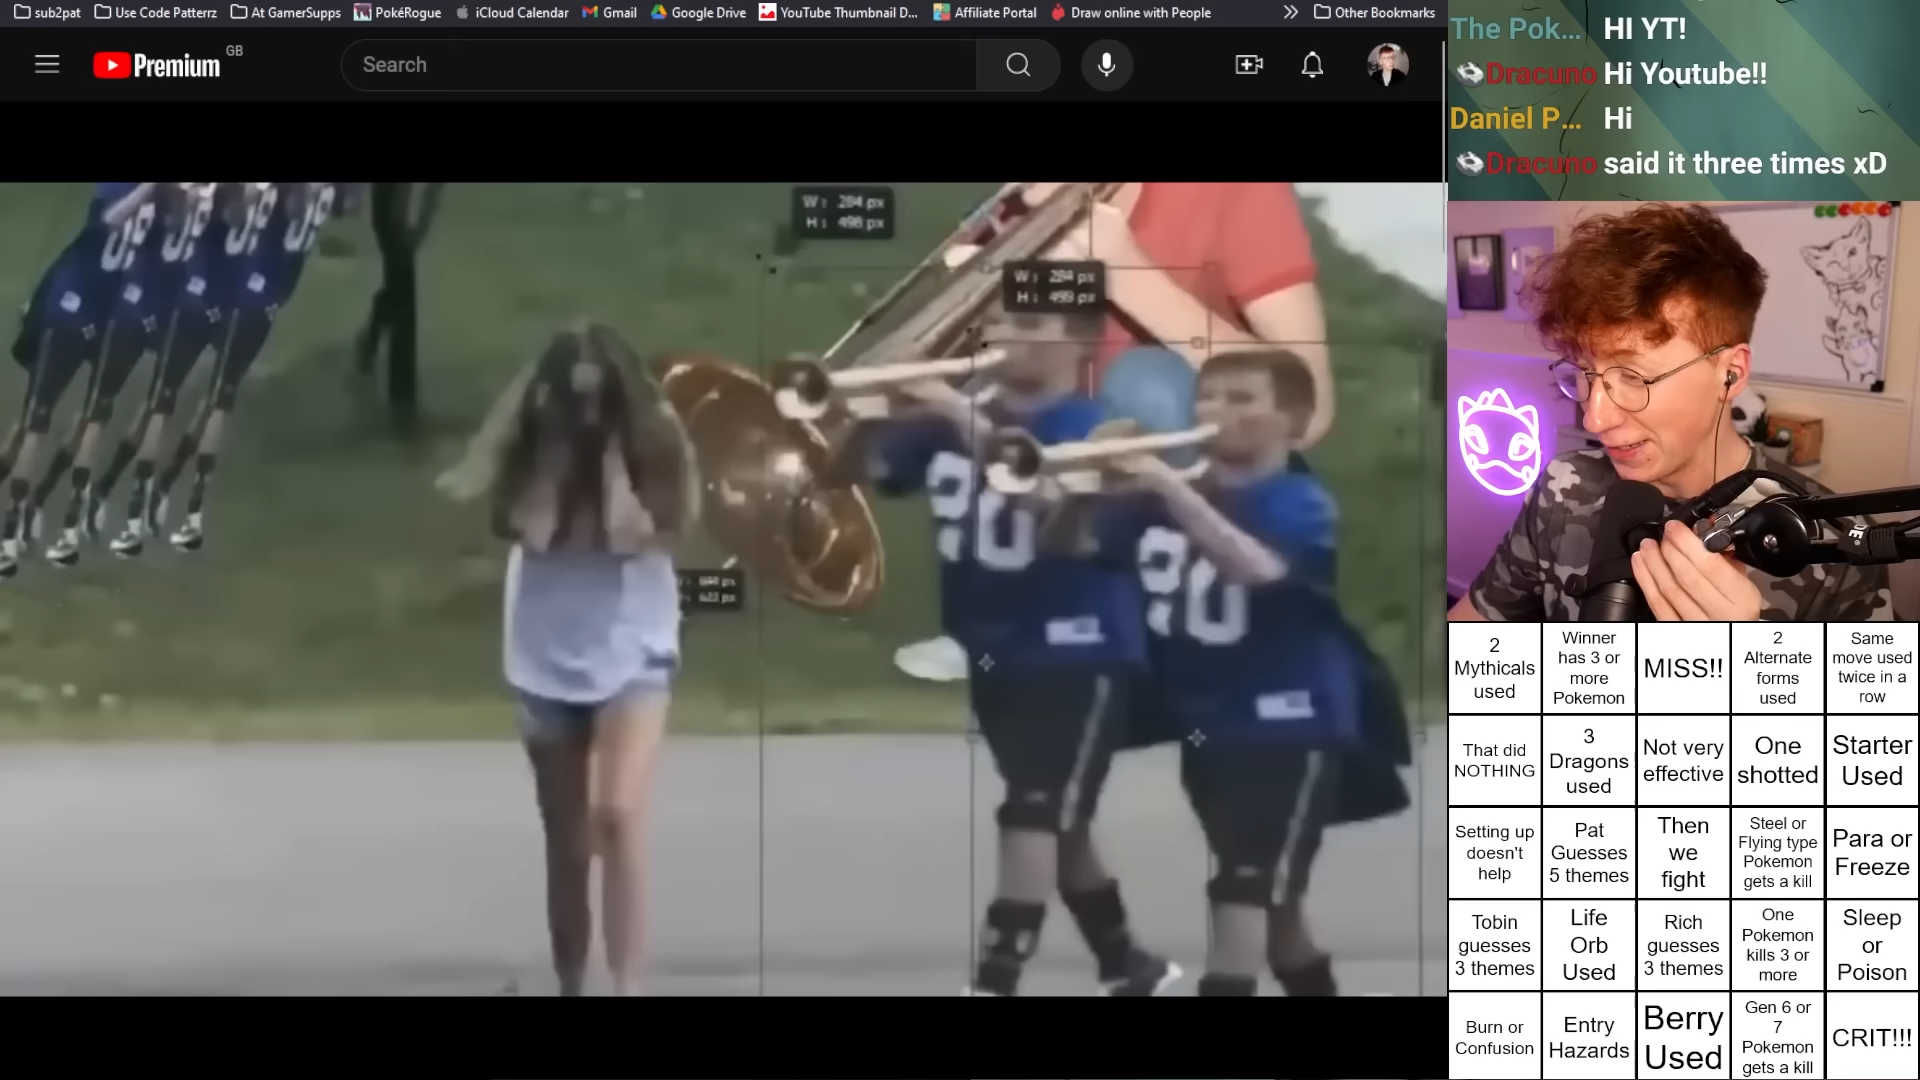 sub2pat
Use Code Patterrz
At GamerSupps
PokéRogue
iCloud Calendar
Gmail
Google Drive
YouTube Thumbnail D...
Affiliate Portal
Draw online with People
Other Bookmarks
Premium
GB
Search
W: 284 px
H: 498 px
W: 284 px
H: 499 px
The Pok... HI YT!
Dracuno Hi Youtube!!
Daniel P... Hi
Dracuno said it three times xD
2
Mythicals
used
Winner
has 3 or
more
Pokemon
MISS!!
2
Alternate
forms
used
Same
move used
twice in a
row
That did
NOTHING
3
Dragons
used
Not very
effective
One
shotted
Starter
Used
Setting up
doesn't
help
Pat
Guesses
5 themes
Then
we
fight
Steel or
Flying type
Pokemon
gets a kill
Para or
Freeze
Tobin
guesses
3 themes
Life
Orb
Used
Rich
guesses
3 themes
One
Pokemon
kills 3 or
more
Sleep
or
Poison
Burn or
Confusion
Entry
Hazards
Berry
Used
Gen 6 or
7
Pokemon
gets a kill
CRIT!!!